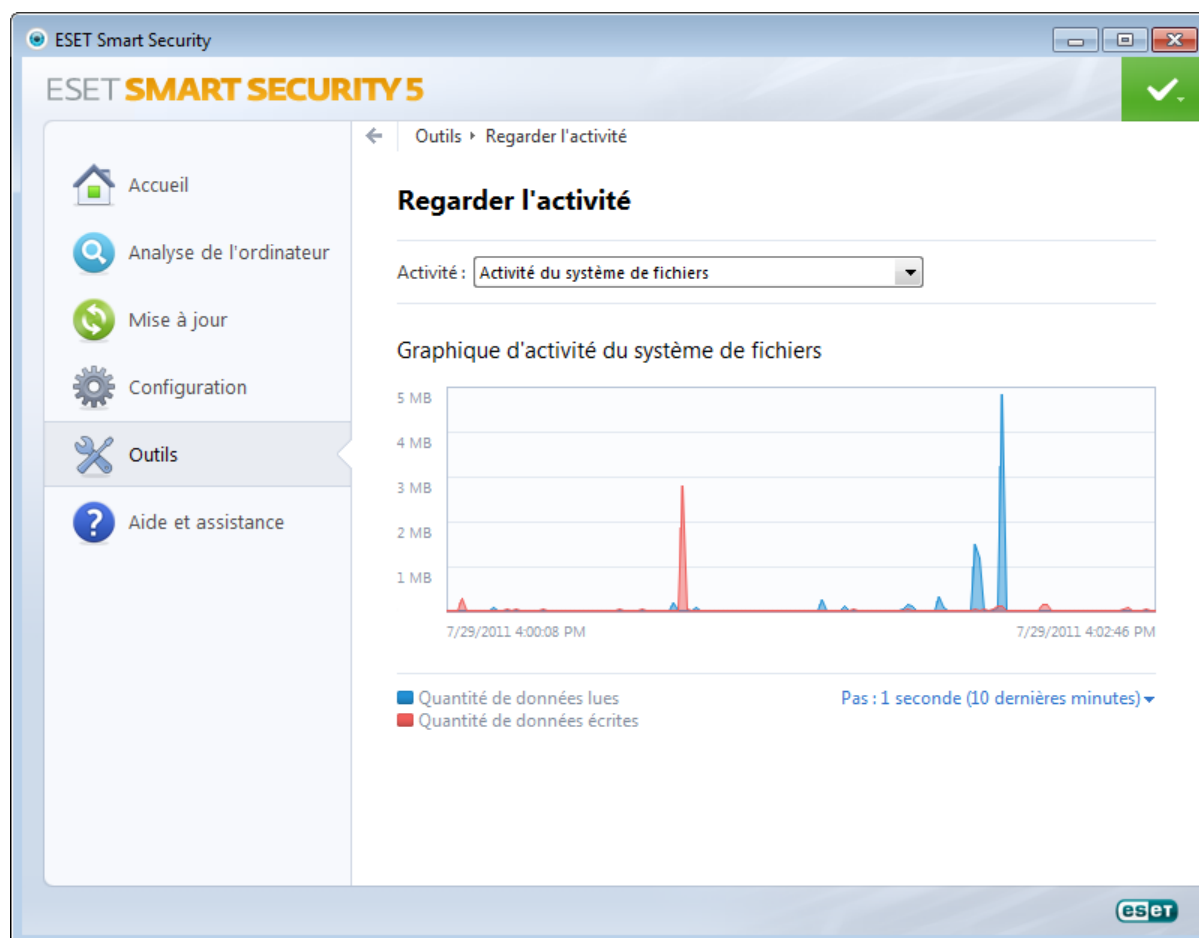 ESET Smart Security
ESET SMART SECURITY 5
Outils ▸ Regarder l'activité
Accueil
Analyse de l'ordinateur
Mise à jour
Configuration
Outils
Aide et assistance
Regarder l'activité
Activité : Activité du système de fichiers
Graphique d'activité du système de fichiers
5 MB
4 MB
3 MB
2 MB
1 MB
7/29/2011 4:00:08 PM 7/29/2011 4:02:46 PM
Quantité de données lues
Quantité de données écrites
Pas : 1 seconde (10 dernières minutes)
eseT